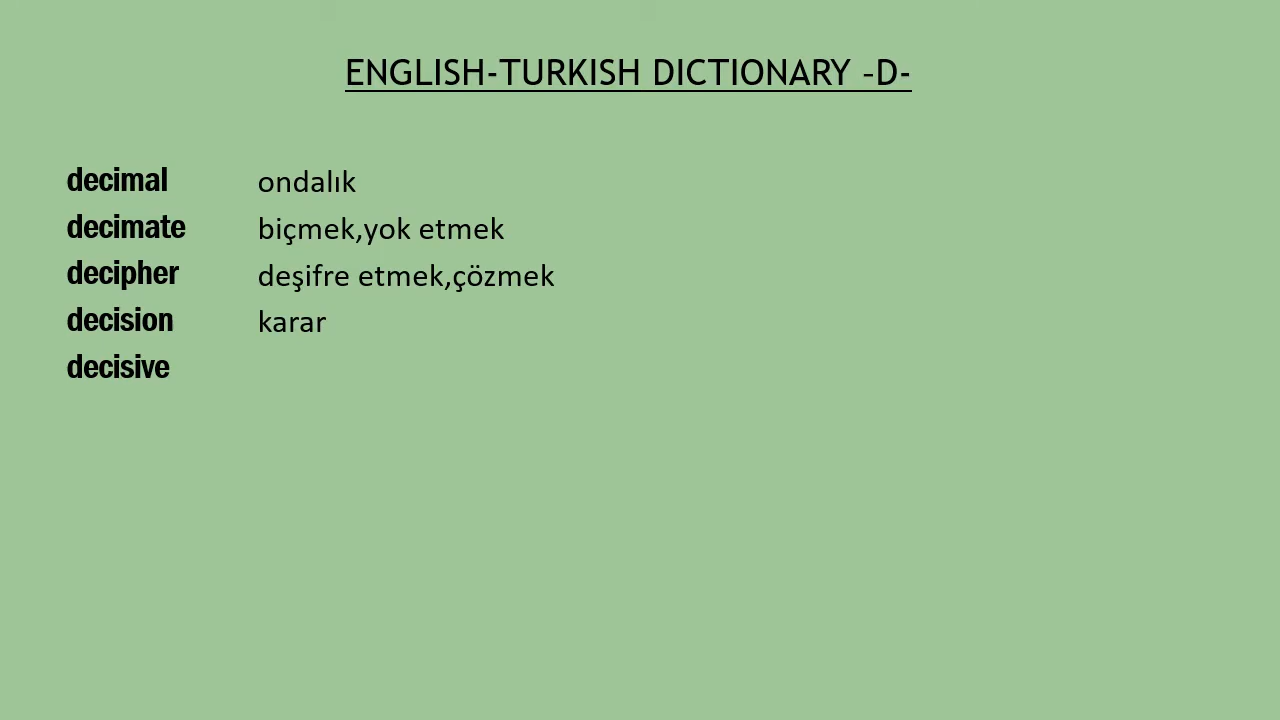 ENGLISH-TURKISH DICTIONARY –D-
decimal ondalık
decimate biçmek,yok etmek
decipher deşifre etmek,çözmek
decision karar
decisive